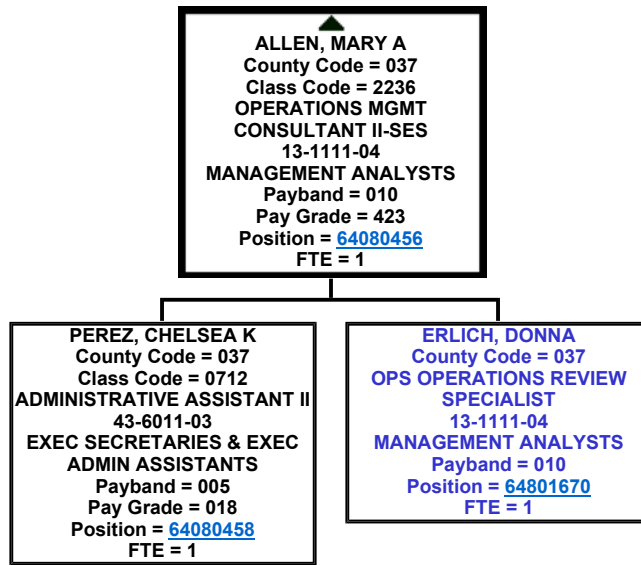 ALLEN, MARY A
County Code = 037
Class Code = 2236
OPERATIONS MGMT
CONSULTANT II-SES
13-1111-04
MANAGEMENT ANALYSTS
Payband = 010
Pay Grade = 423
Position = 64080456
FTE = 1
PEREZ, CHELSEA K
County Code = 037
Class Code = 0712
ADMINISTRATIVE ASSISTANT II
43-6011-03
EXEC SECRETARIES & EXEC
ADMIN ASSISTANTS
Payband = 005
Pay Grade = 018
Position = 64080458
FTE = 1
ERLICH, DONNA
County Code = 037
OPS OPERATIONS REVIEW
SPECIALIST
13-1111-04
MANAGEMENT ANALYSTS
Payband = 010
Position = 64801670
FTE = 1